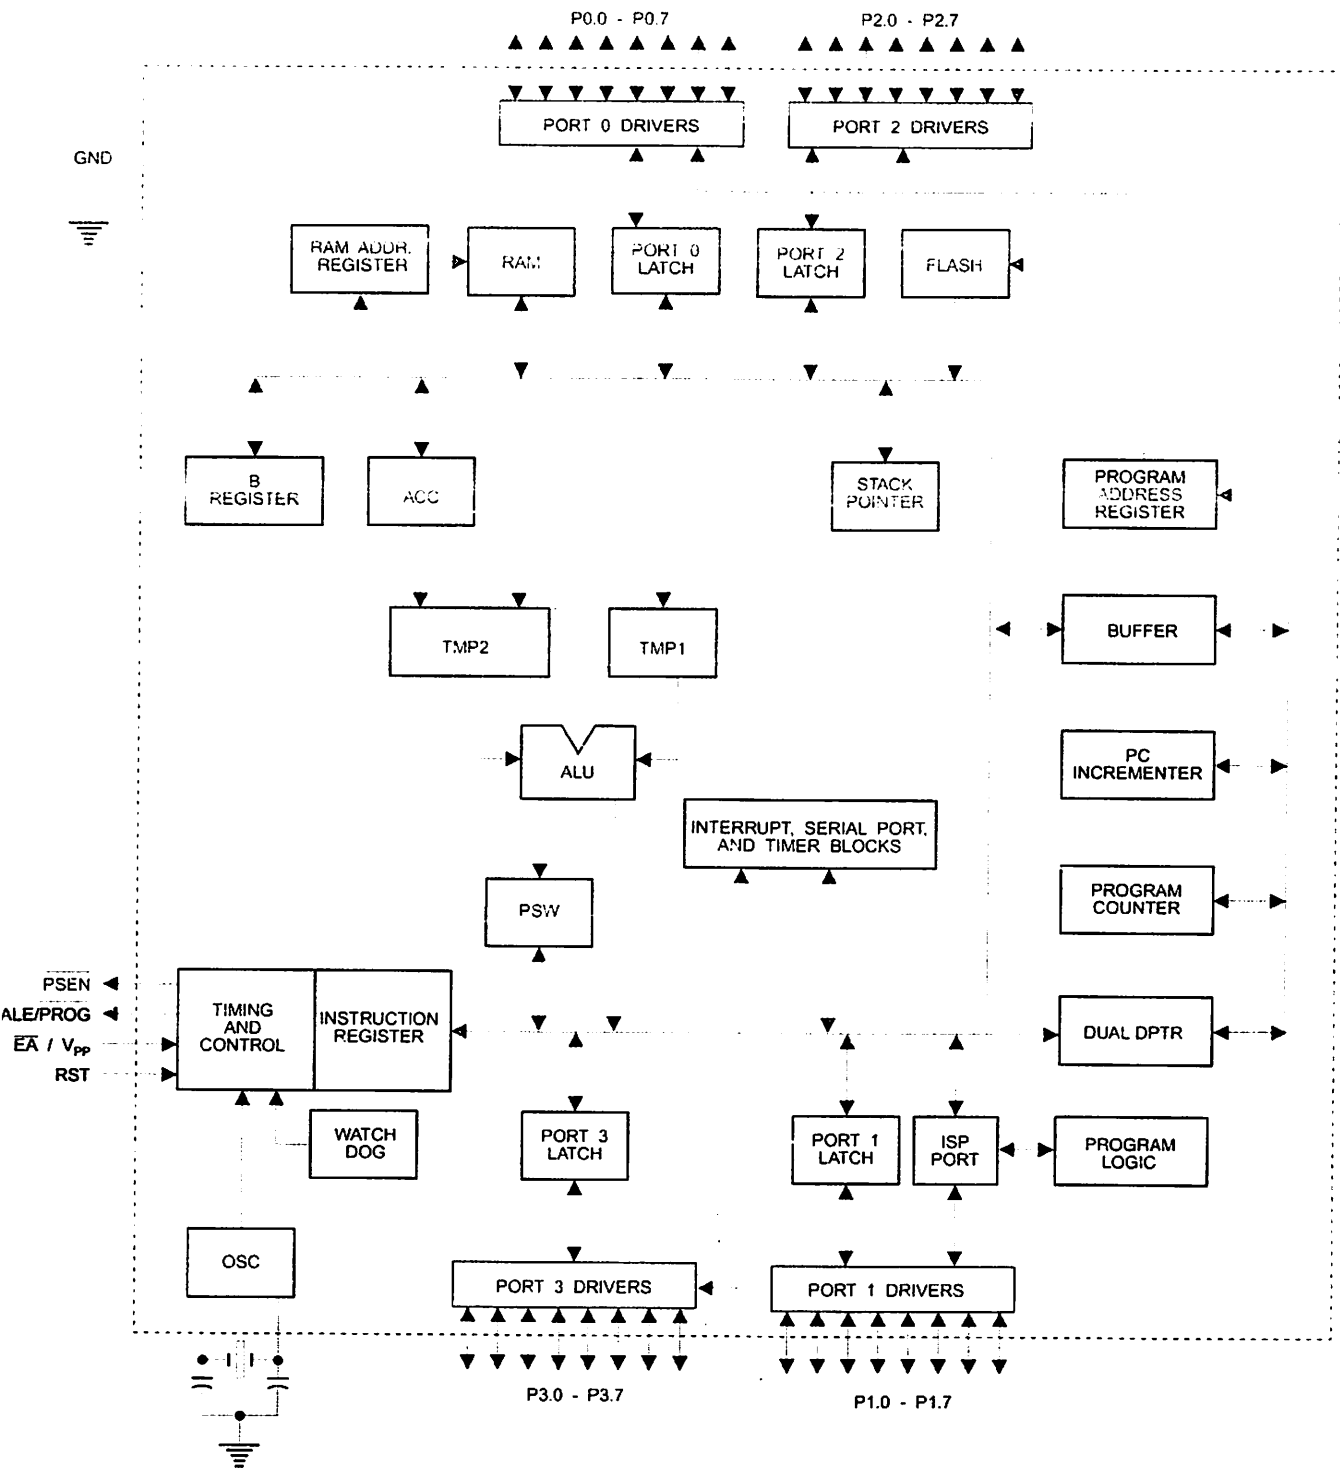 P0.0 - P0.7
P2.0 - P2.7
PORT 0 DRIVERS
PORT 2 DRIVERS
GND
RAM ADDR.
REGISTER
RAM
PORT 0
LATCH
PORT 2
LATCH
FLASH
B
REGISTER
ACC
STACK
POINTER
PROGRAM
ADDRESS
REGISTER
TMP2
TMP1
BUFFER
ALU
PC
INCREMENTER
INTERRUPT, SERIAL PORT,
AND TIMER BLOCKS
PSW
PROGRAM
COUNTER
PSEN
ALE/PROG
EA / VPP
RST
TIMING
AND
CONTROL
INSTRUCTION
REGISTER
DUAL DPTR
WATCH
DOG
PORT 3
LATCH
PORT 1
LATCH
ISP
PORT
PROGRAM
LOGIC
OSC
PORT 3 DRIVERS
PORT 1 DRIVERS
P3.0 - P3.7
P1.0 - P1.7